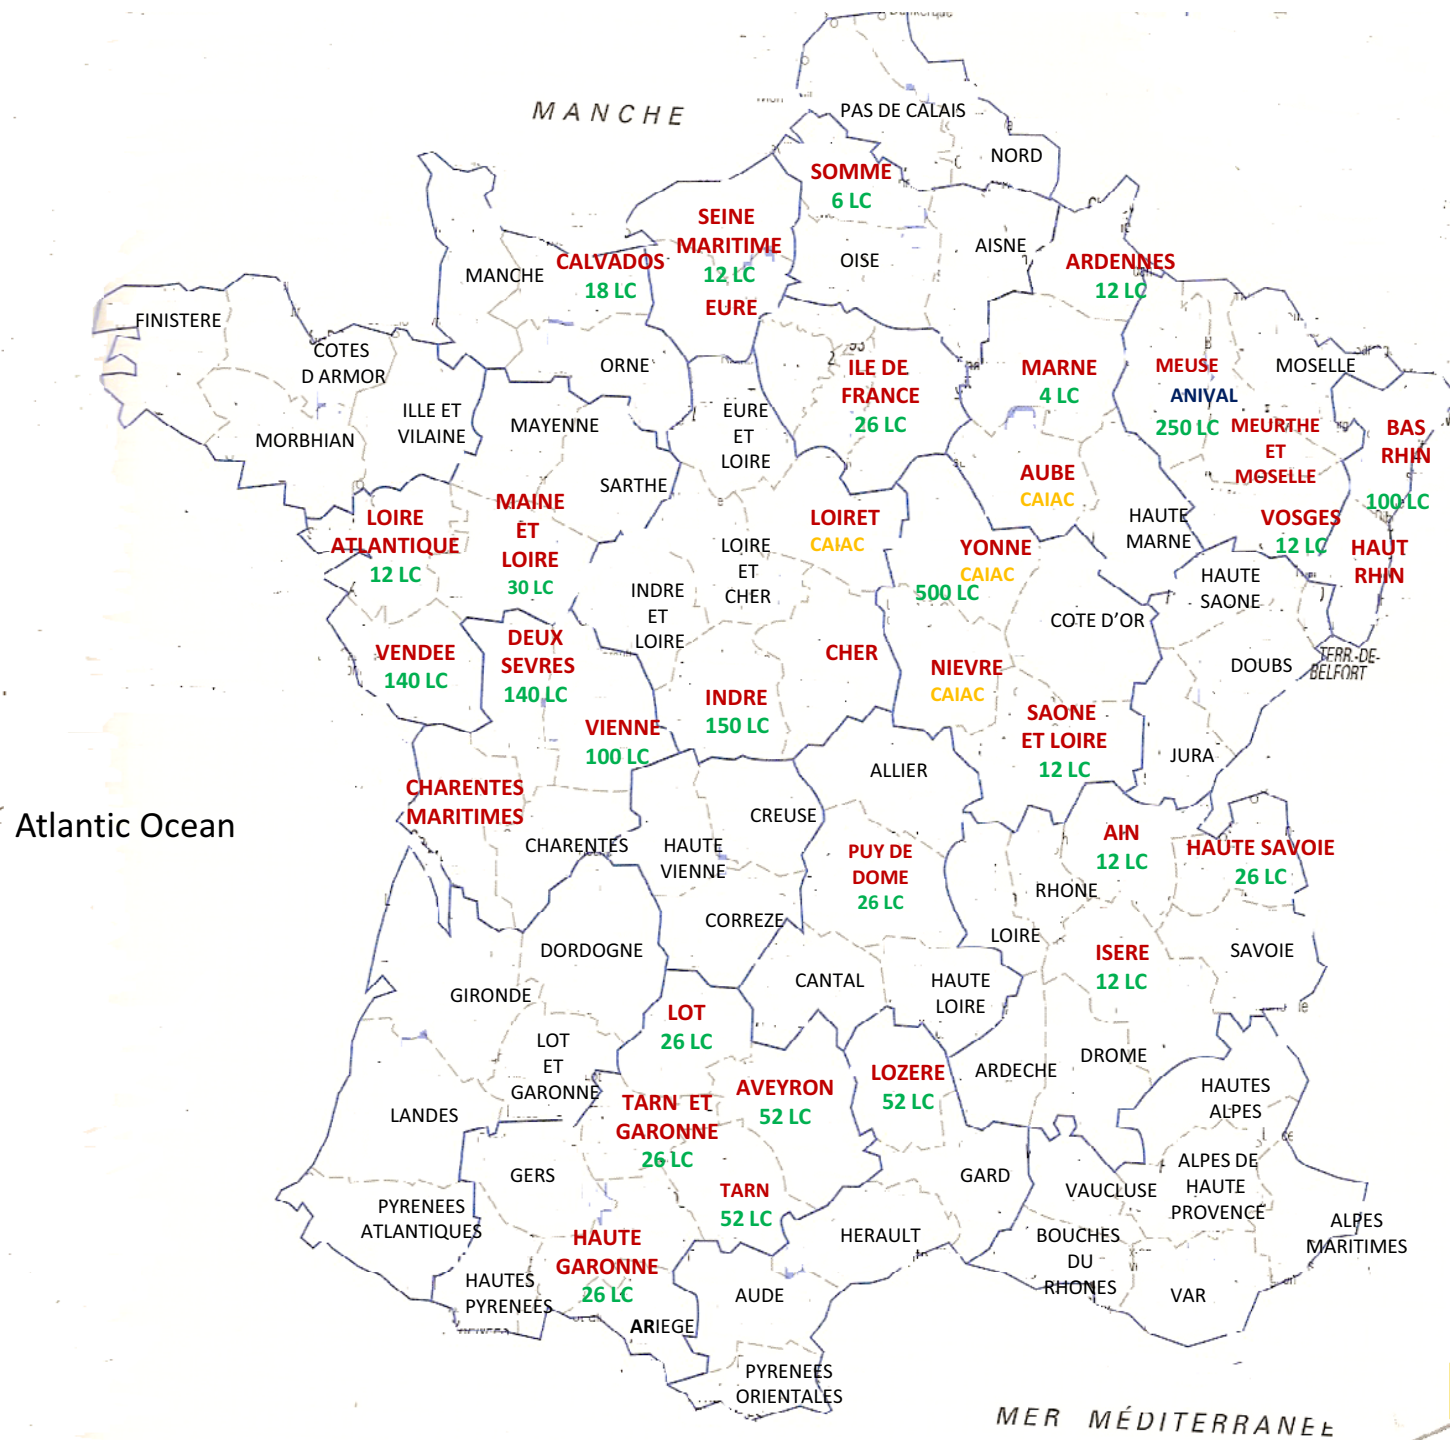 MANCHE
PAS DE CALAIS
NORD
SOMME
6 LC
SEINE
MARITIME
12 LC
EURE
OISE
AISNE
ARDENNES
12 LC
MANCHE
CALVADOS
18 LC
FINISTERE
COTES
D ARMOR
ORNE
ILE DE
FRANCE
26 LC
MARNE
4 LC
MEUSE
ANIVAL
250 LC
MOSELLE
MEURTHE
ET
MOSELLE
BAS
RHIN
100 LC
MORBHIAN
ILLE ET
VILAINE
MAYENNE
EURE
ET
LOIRE
SARTHE
AUBE
CAIAC
HAUTE
MARNE
VOSGES
12 LC
HAUT
RHIN
LOIRE
ATLANTIQUE
12 LC
MAINE
ET
LOIRE
30 LC
LOIRET
CAIAC
LOIRE
ET
CHER
YONNE
CAIAC
500 LC
INDRE
ET
LOIRE
HAUTE
SAONE
COTE D'OR
DOUBS
TERR.-DE-
BELFORT
VENDEE
140 LC
DEUX
SEVRES
140 LC
CHER
NIEVRE
CAIAC
INDRE
150 LC
VIENNE
100 LC
SAONE
ET LOIRE
12 LC
JURA
ALLIER
CHARENTES
MARITIMES
Atlantic Ocean
CHARENTES
HAUTE
VIENNE
CREUSE
PUY DE
DOME
26 LC
AIN
12 LC
HAUTE SAVOIE
26 LC
RHONE
CORREZE
LOIRE
DORDOGNE
ISERE
12 LC
SAVOIE
GIRONDE
CANTAL
HAUTE
LOIRE
LOT
26 LC
LOT
ET
GARONNE
ARDECHE
DROME
LOZERE
52 LC
AVEYRON
52 LC
HAUTES
ALPES
LANDES
TARN ET
GARONNE
26 LC
GERS
TARN
52 LC
GARD
VAUCLUSE
ALPES DE
HAUTE
PROVENCE
PYRENEES
ATLANTIQUES
HAUTE
GARONNE
26 LC
HERAULT
BOUCHES
DU
RHONES
ALPES
MARITIMES
HAUTES
PYRENEES
AUDE
VAR
ARIEGE
PYRENEES
ORIENTALES
MER MÉDITERRANEE